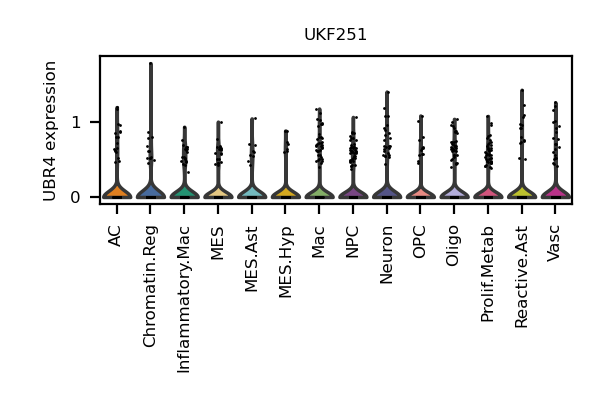 UKF251
UBR4 expression
1
0
AC
Chromatin.Reg
Inflammatory.Mac
MES
MES.Ast
MES.Hyp
Mac
NPC
Neuron
OPC
Oligo
Prolif.Metab
Reactive.Ast
Vasc